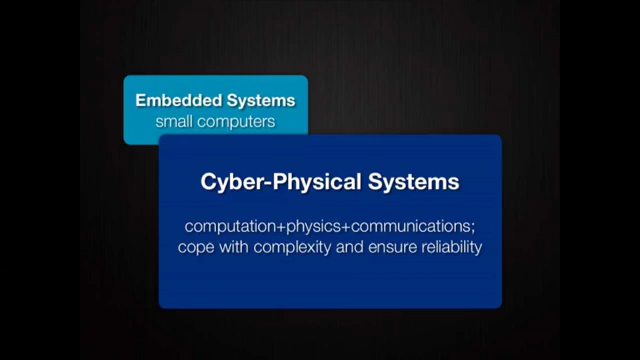 Embedded Systems
small computers
Cyber-Physical Systems
computation+physics+communications;
cope with complexity and ensure reliability